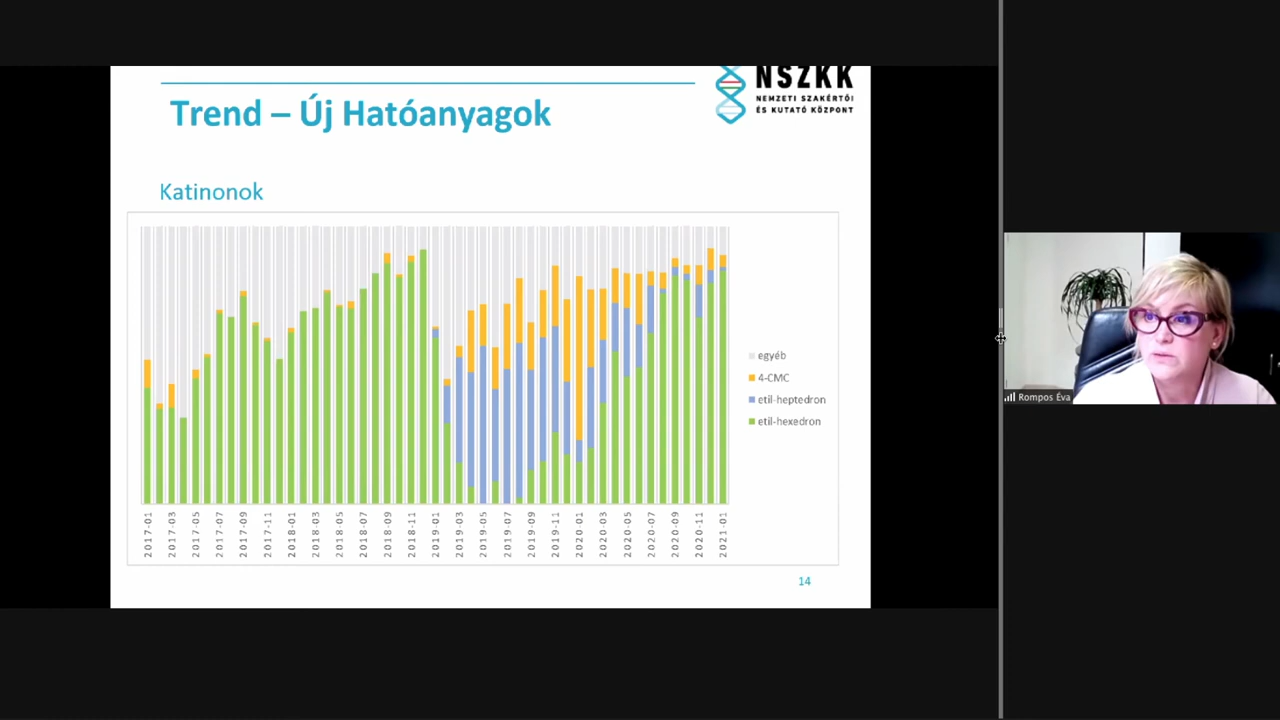 NSZKK
NEMZETI SZAKÉRTŐI
ÉS KUTATÓ KÖZPONT
Trend – Új Hatóanyagok
Katinonok
egyéb
4-CMC
etil-heptedron
etil-hexedron
2017-01
2017-03
2017-05
2017-07
2017-09
2017-11
2018-01
2018-03
2018-05
2018-07
2018-09
2018-11
2019-01
2019-03
2019-05
2019-07
2019-09
2019-11
2020-01
2020-03
2020-05
2020-07
2020-09
2020-11
2021-01
14
Rompos Éva